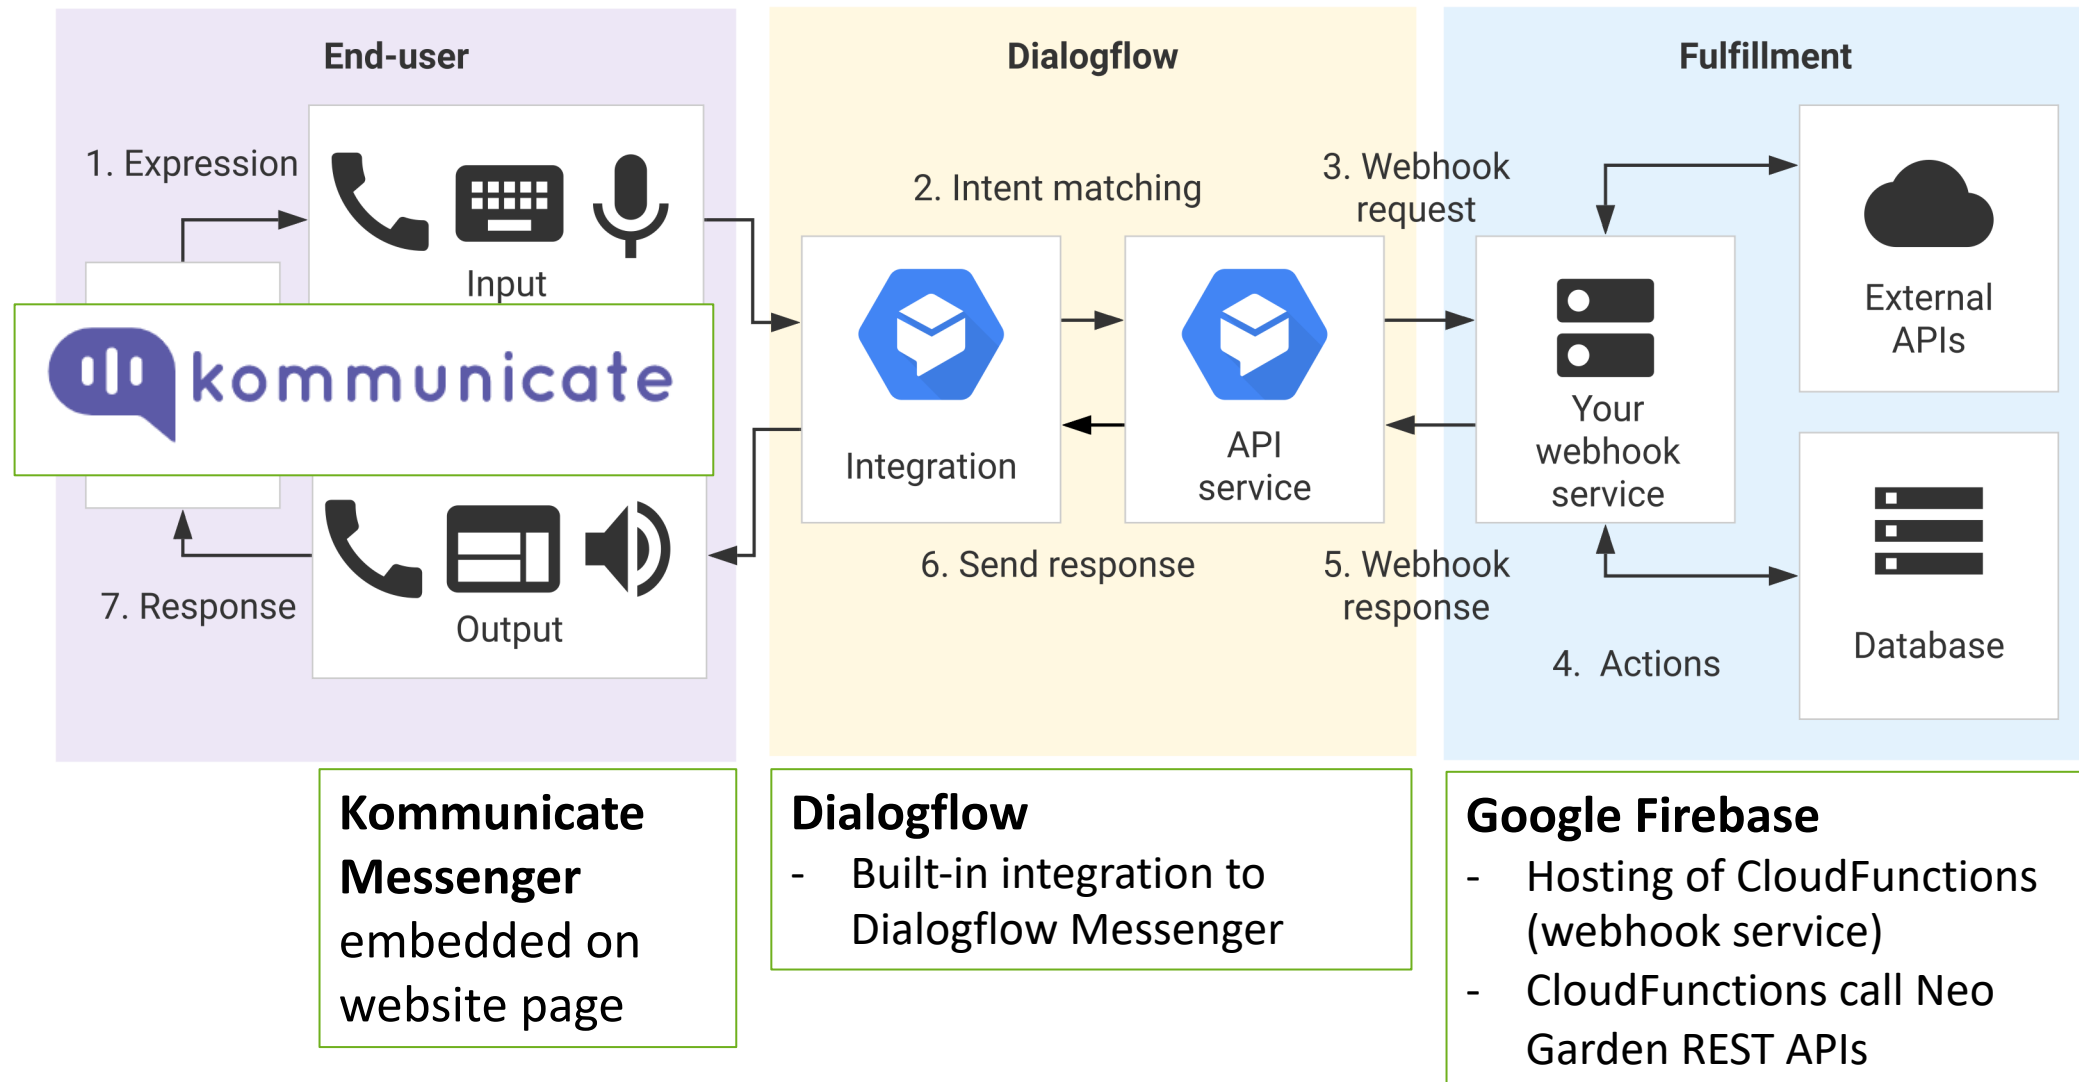 End-user
Dialogflow
Fulfillment
1. Expression
Input
kommunicate
7. Response
Output
2. Intent matching
Integration
API
service
6. Send response
3. Webhook
request
Your
webhook
service
5. Webhook
response
4. Actions
External
APIs
Database
Kommunicate
Messenger
embedded on
website page
Dialogflow
- Built-in integration to
Dialogflow Messenger
Google Firebase
- Hosting of CloudFunctions
(webhook service)
- CloudFunctions call Neo
Garden REST APIs